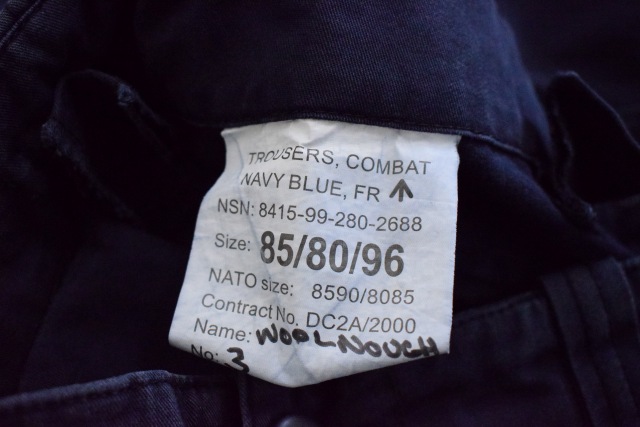 TROUSERS, COMBAT
NAVY BLUE, FR ↑
NSN: 8415-99-280-2688
Size: 85/80/96
NATO size: 8590/8085
Contract No. DC2A/2000
Name: WOOLNOUGH
No: 3